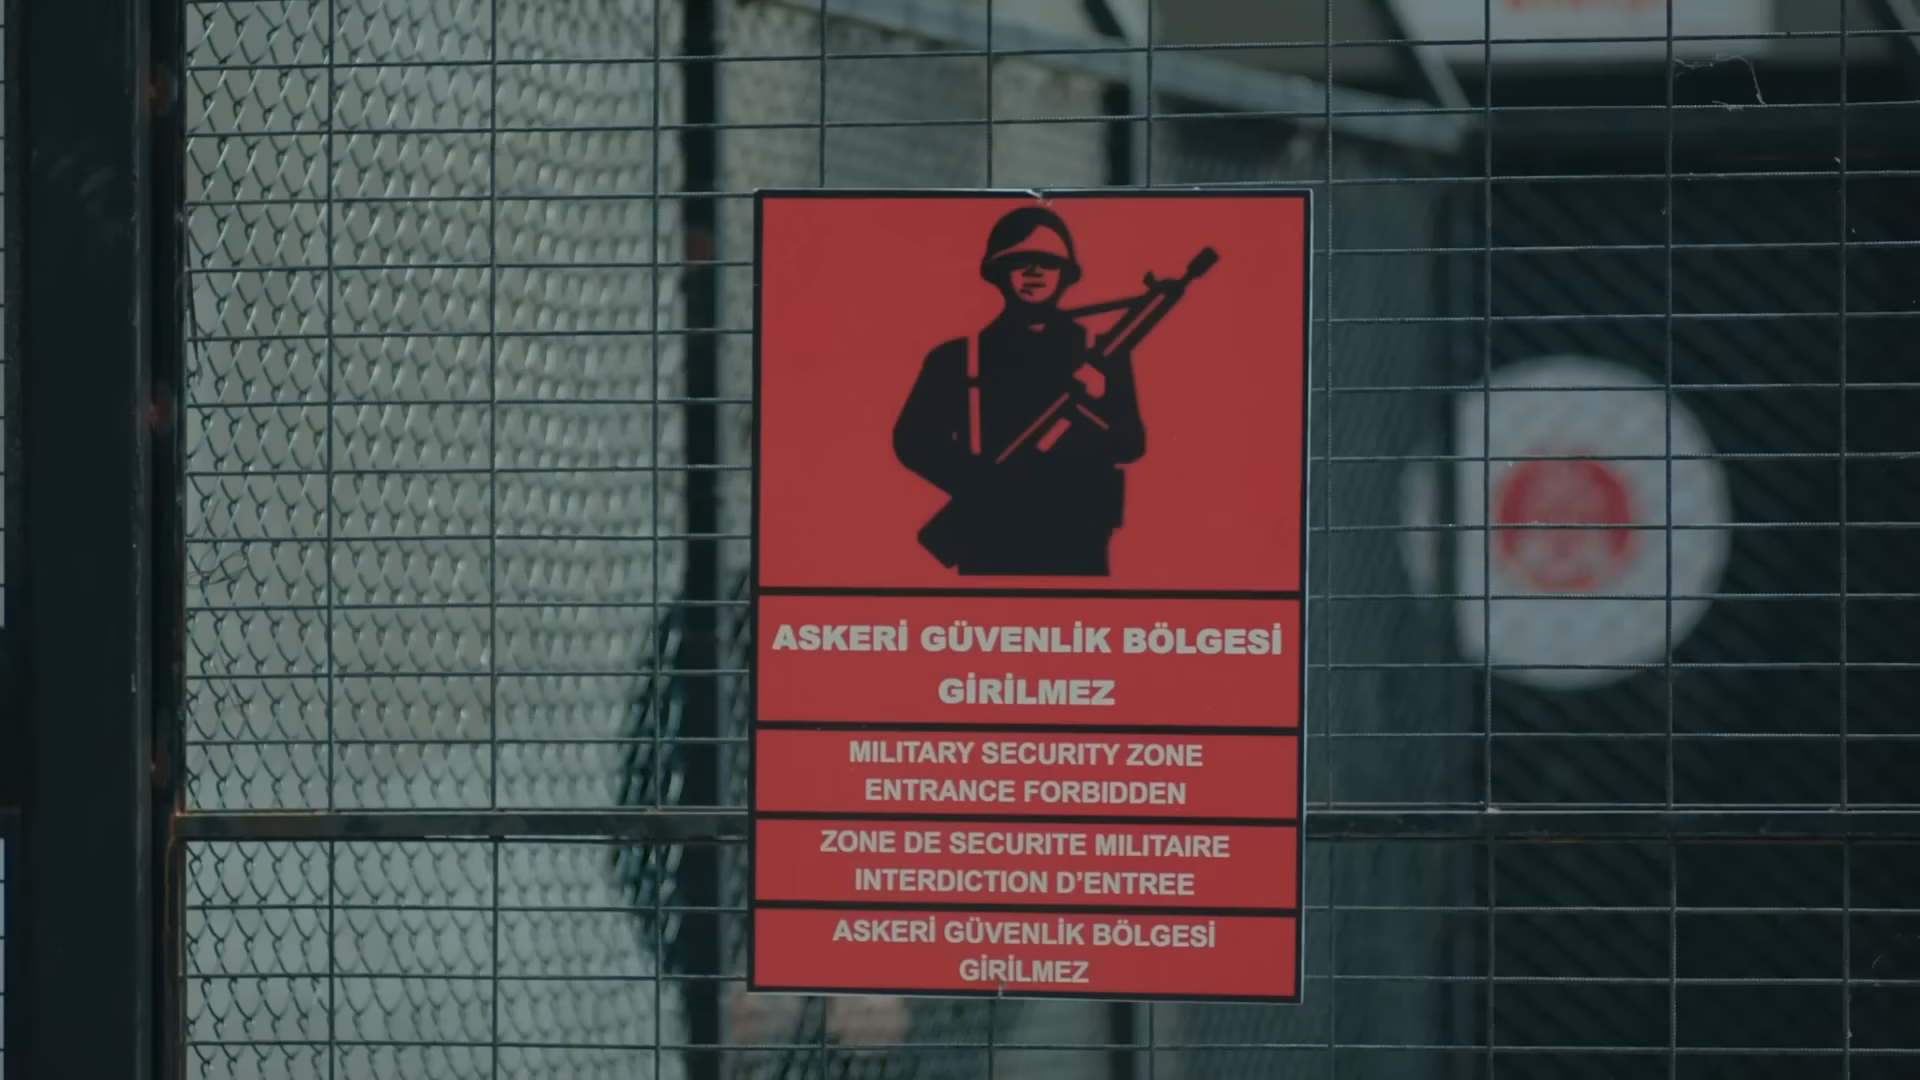 ASKERİ GÜVENLİK BÖLGESİ
GİRİLMEZ
MILITARY SECURITY ZONE
ENTRANCE FORBIDDEN
ZONE DE SECURITE MILITAIRE
INTERDICTION D'ENTREE
ASKERİ GÜVENLİK BÖLGESİ
GİRİLMEZ